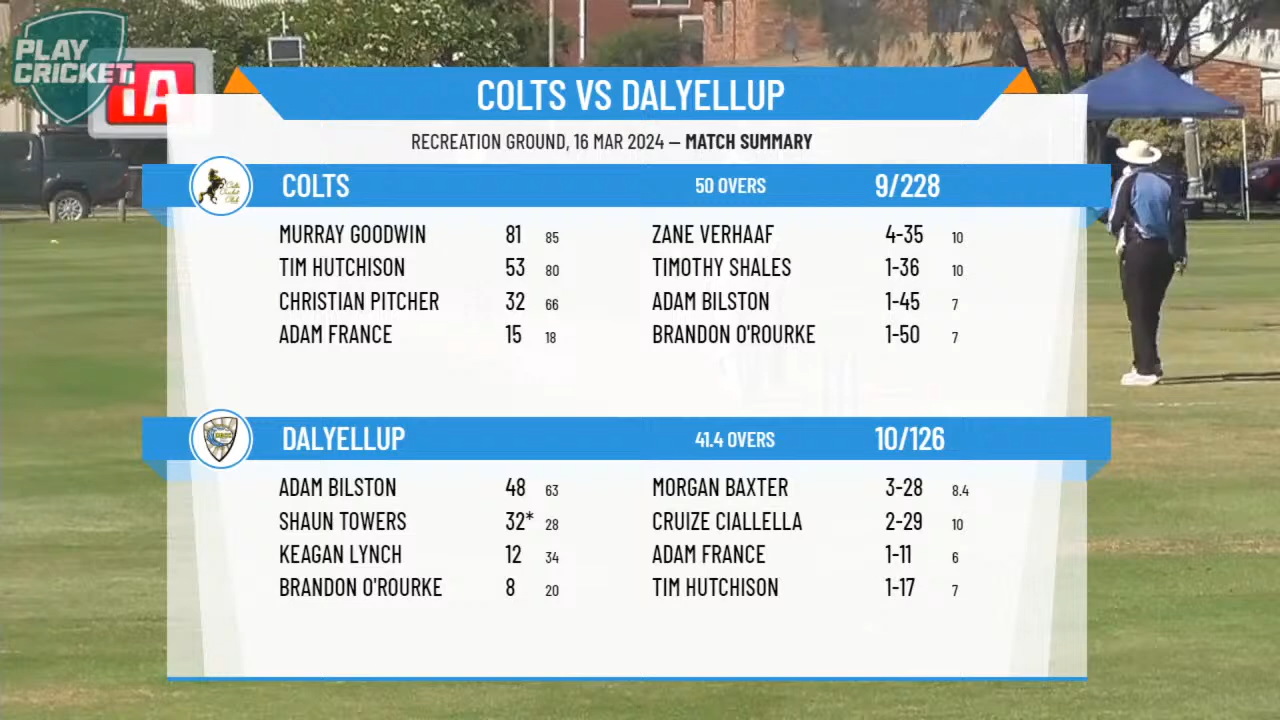 PLAY
CRICKET
iA
COLTS VS DALYELLUP
RECREATION GROUND, 16 MAR 2024 – MATCH SUMMARY
COLTS 50 OVERS 9/228
MURRAY GOODWIN 81 85 ZANE VERHAAF 4-35 10
TIM HUTCHISON 53 80 TIMOTHY SHALES 1-36 10
CHRISTIAN PITCHER 32 66 ADAM BILSTON 1-45 7
ADAM FRANCE 15 18 BRANDON O'ROURKE 1-50 7
DALYELLUP 41.4 OVERS 10/126
ADAM BILSTON 48 63 MORGAN BAXTER 3-28 8.4
SHAUN TOWERS 32* 28 CRUIZE CIALLELLA 2-29 10
KEAGAN LYNCH 12 34 ADAM FRANCE 1-11 6
BRANDON O'ROURKE 8 20 TIM HUTCHISON 1-17 7